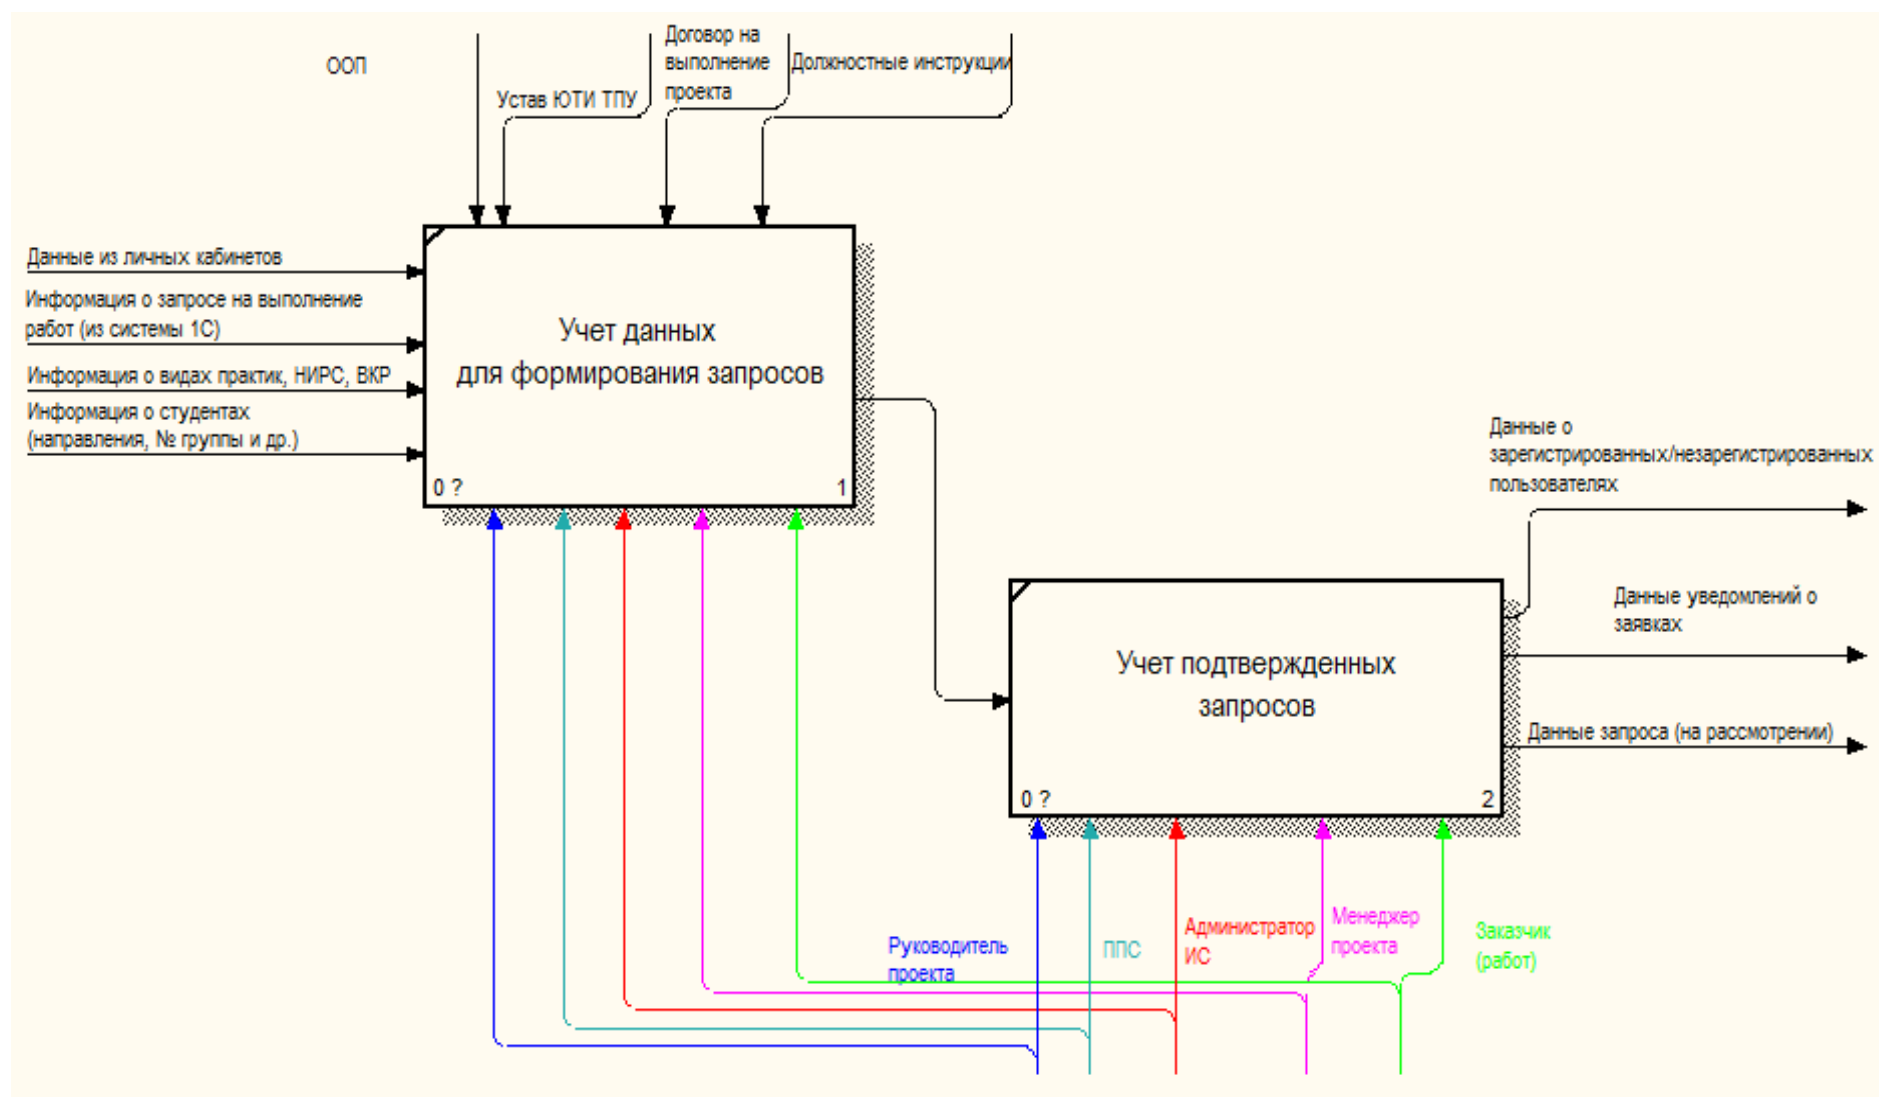 ООП
Устав ЮТИ ТПУ
Договор на
выполнение
проекта
Должностные инструкции
Данные из личных кабинетов
Информация о запросе на выполнение
работ (из системы 1С)
Информация о видах практик, НИРС, ВКР
Информация о студентах
(направления, № группы и др.)
Учет данных
для формирования запросов
0 ?
1
Данные о
зарегистрированных/незарегистрированных
пользователях
Данные уведомлений о
заявках
Данные запроса (на рассмотрении)
Учет подтвержденных
запросов
0 ?
2
Руководитель
проекта
ППС
Администратор
ИС
Менеджер
проекта
Заказчик
(работ)